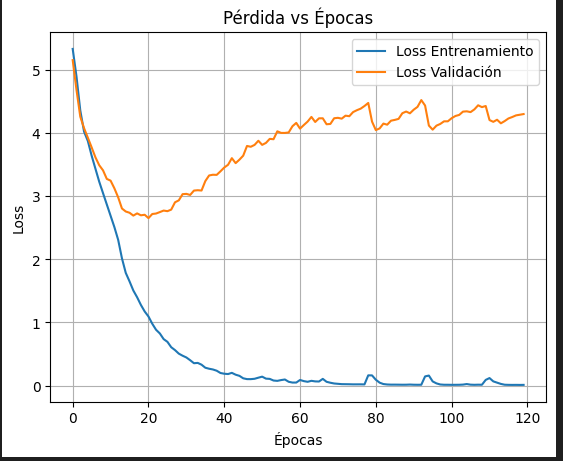 Pérdida vs Épocas
Loss Entrenamiento
Loss Validación
5
4
3
2
1
0
Loss
0 20 40 60 80 100 120
Épocas